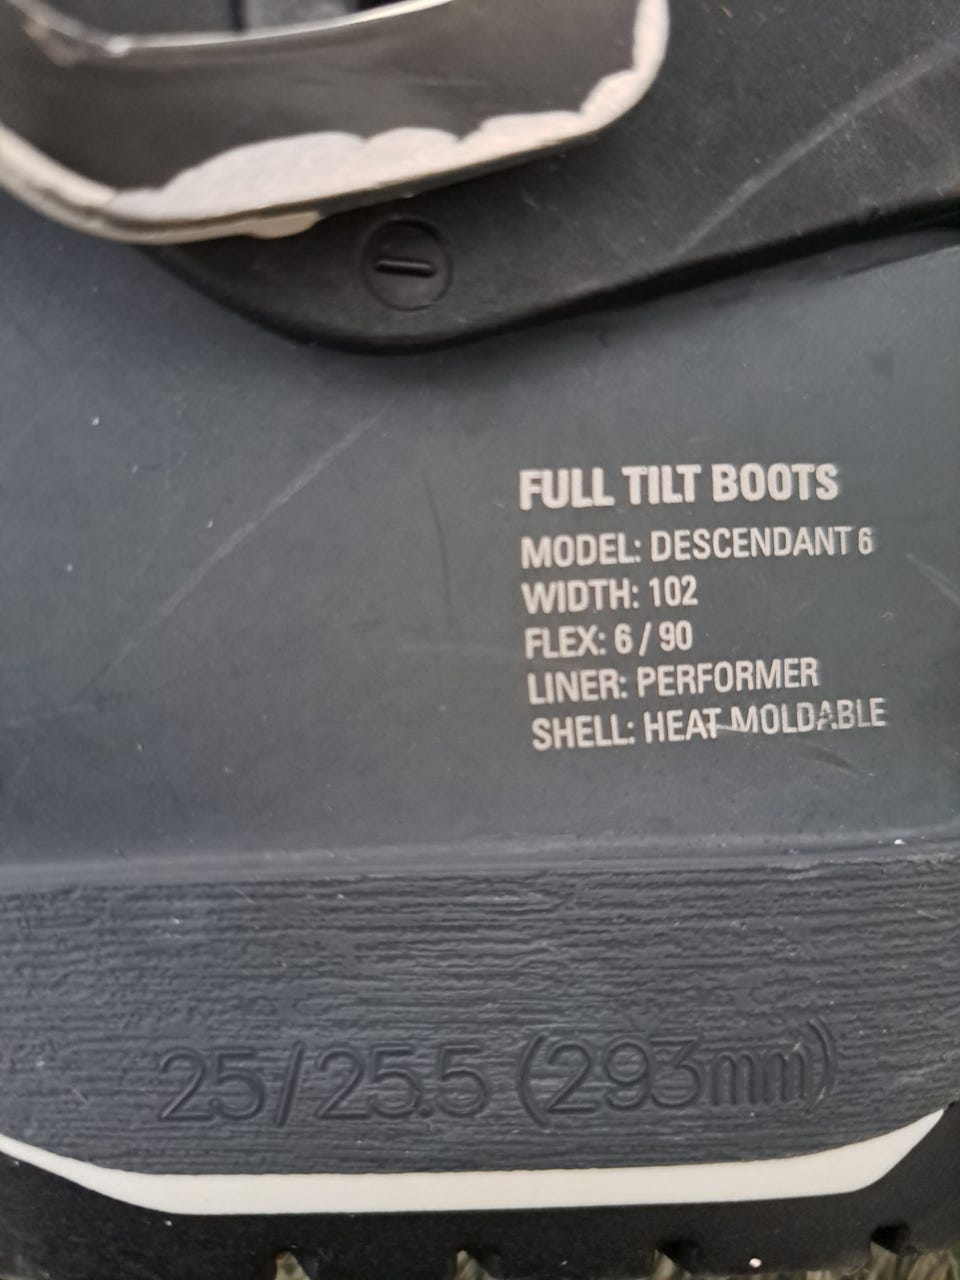 FULL TILT BOOTS
MODEL: DESCENDANT 6
WIDTH: 102
FLEX: 6 / 90
LINER: PERFORMER
SHELL: HEAT MOLDABLE
25/25.5 (293mm)